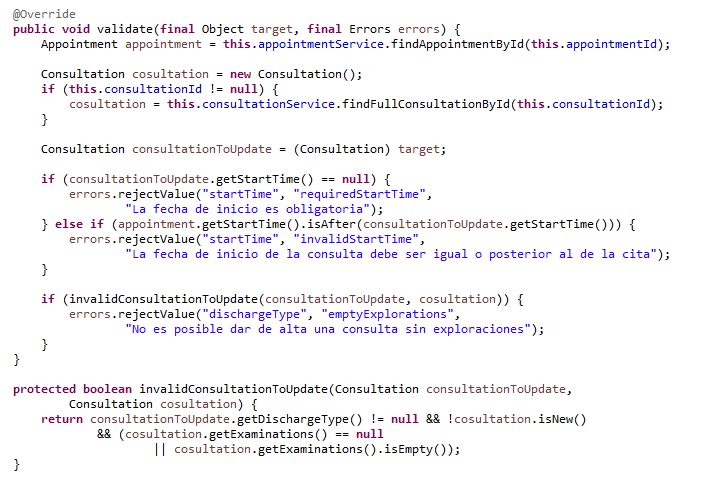 @Override
public void validate(final Object target, final Errors errors) {
    Appointment appointment = this.appointmentService.findAppointmentById(this.appointmentId);

    Consultation cosultation = new Consultation();
    if (this.consultationId != null) {
        cosultation = this.consultationService.findFullConsultationById(this.consultationId);
    }

    Consultation consultationToUpdate = (Consultation) target;

    if (consultationToUpdate.getStartTime() == null) {
        errors.rejectValue("startTime", "requiredStartTime",
                "La fecha de inicio es obligatoria");
    } else if (appointment.getStartTime().isAfter(consultationToUpdate.getStartTime())) {
        errors.rejectValue("startTime", "invalidStartTime",
                "La fecha de inicio de la consulta debe ser igual o posterior al de la cita");
    }

    if (invalidConsultationToUpdate(consultationToUpdate, cosultation)) {
        errors.rejectValue("dischargeType", "emptyExplorations",
                "No es posible dar de alta una consulta sin exploraciones");
    }
}

protected boolean invalidConsultationToUpdate(Consultation consultationToUpdate,
        Consultation cosultation) {
    return consultationToUpdate.getDischargeType() != null && !cosultation.isNew()
            && (cosultation.getExaminations() == null
                    || cosultation.getExaminations().isEmpty());
}